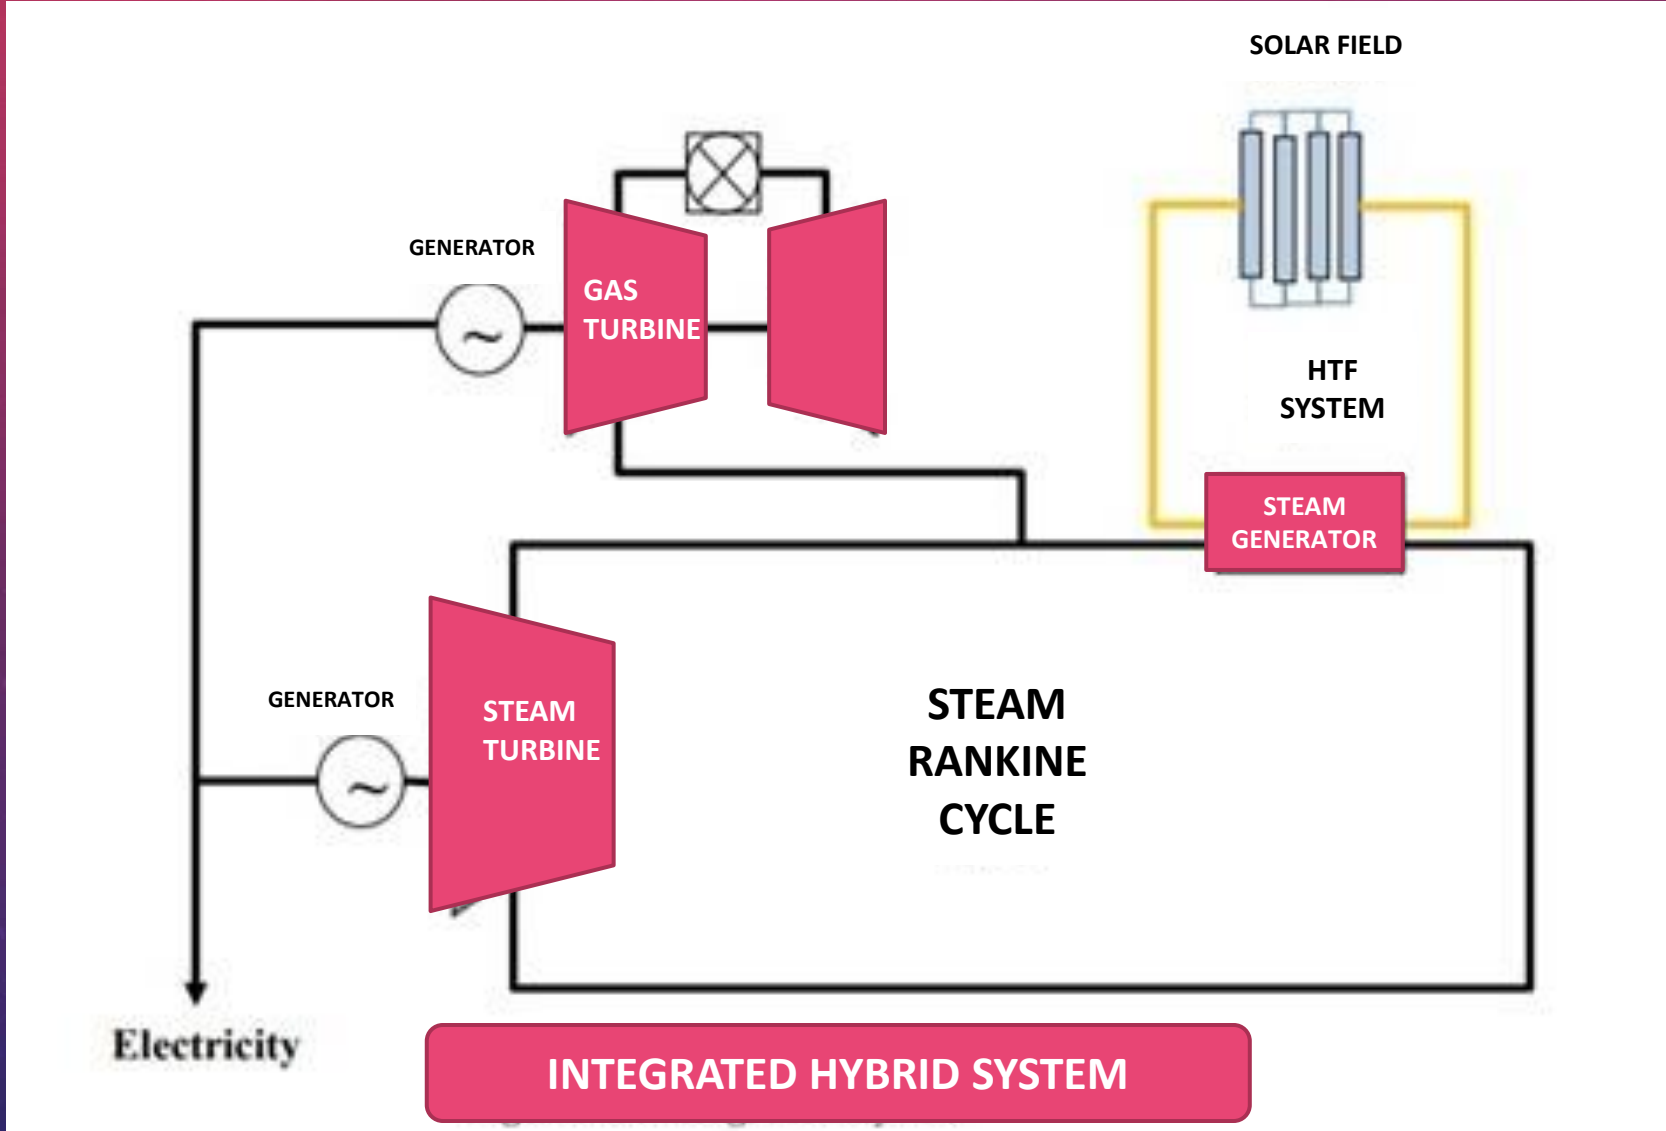 SOLAR FIELD
GENERATOR
GAS
TURBINE
HTF
SYSTEM
STEAM
GENERATOR
GENERATOR
STEAM
TURBINE
STEAM
RANKINE
CYCLE
Electricity
INTEGRATED HYBRID SYSTEM